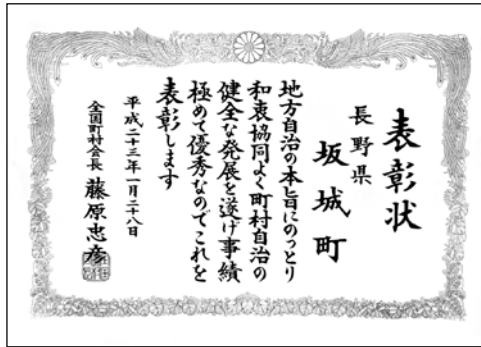 表彰状
長野県
坂城町
地方自治の本旨にのっとり
和衷協同よく町村自治の
健全な発展を遂げ事績
極めて優秀なのでこれを
表彰します
平成二十三年一月二十八日
全国町村会長 藤原忠彦